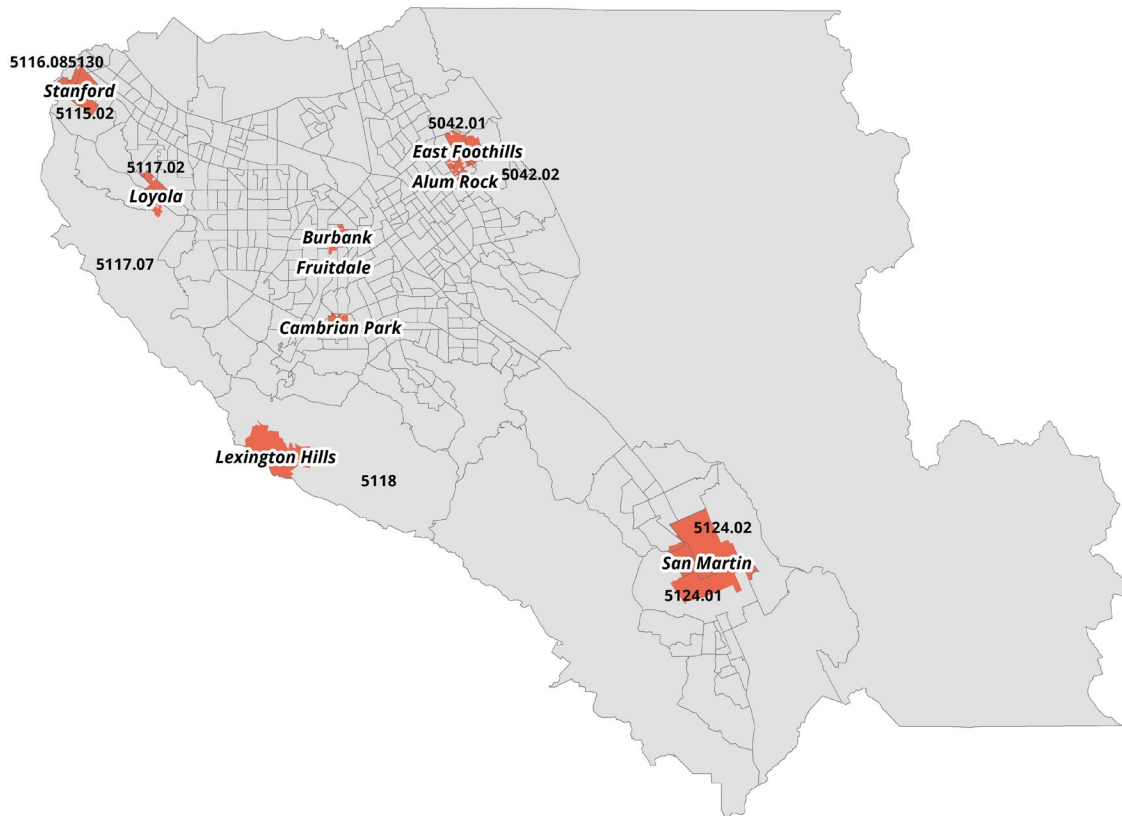 5116.085130
Stanford
5115.02
5042.01
East Foothills
5042.02
Alum Rock
5117.02
Loyola
Burbank
5117.07
Fruitdale
Cambrian Park
Lexington Hills
5118
5124.02
San Martin
5124.01